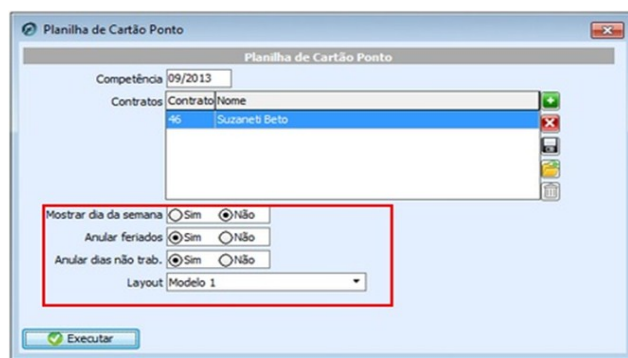 Planilha de Cartão Ponto
Planilha de Cartão Ponto
Competência 09/2013
Contratos Contrato Nome
46 Suzaneti Beto
Mostrar dia da semana Sim Não
Anular feriados Sim Não
Anular dias não trab. Sim Não
Layout Modelo 1
Executar